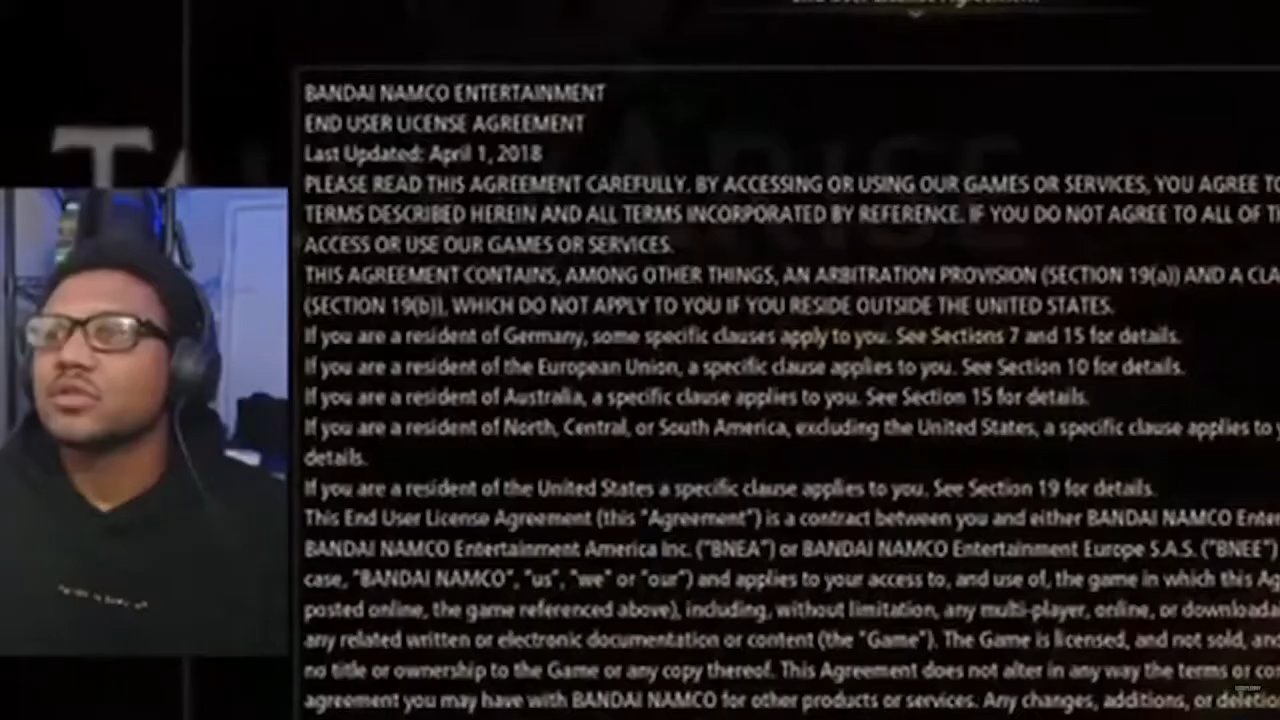 End User License Agreement
BANDAI NAMCO ENTERTAINMENT
END USER LICENSE AGREEMENT
Last Updated: April 1, 2018
PLEASE READ THIS AGREEMENT CAREFULLY. BY ACCESSING OR USING OUR GAMES OR SERVICES, YOU AGREE TO
TERMS DESCRIBED HEREIN AND ALL TERMS INCORPORATED BY REFERENCE. IF YOU DO NOT AGREE TO ALL OF
ACCESS OR USE OUR GAMES OR SERVICES.
THIS AGREEMENT CONTAINS, AMONG OTHER THINGS, AN ARBITRATION PROVISION (SECTION 19(a)) AND A CLA
(SECTION 19(b)), WHICH DO NOT APPLY TO YOU IF YOU RESIDE OUTSIDE THE UNITED STATES.
If you are a resident of Germany, some specific clauses apply to you. See Sections 7 and 15 for details.
If you are a resident of the European Union, a specific clause applies to you. See Section 10 for details.
If you are a resident of Australia, a specific clause applies to you. See Section 15 for details.
If you are a resident of North, Central, or South America, excluding the United States, a specific clause applies to
details.
If you are a resident of the United States a specific clause applies to you. See Section 19 for details.
This End User License Agreement (this "Agreement") is a contract between you and either BANDAI NAMCO Enter
BANDAI NAMCO Entertainment America Inc. ("BNEA") or BANDAI NAMCO Entertainment Europe S.A.S. ("BNEE")
case, "BANDAI NAMCO", "us", "we" or "our") and applies to your access to, and use of, the game in which this Ag
posted online, the game referenced above), including, without limitation, any multi-player, online, or downloada
any related written or electronic documentation or content (the "Game"). The Game is licensed, and not sold, and
no title or ownership to the Game or any copy thereof. This Agreement does not alter in any way the terms or co
agreement you may have with BANDAI NAMCO for other products or services. Any changes, additions, or deletio
ARISE